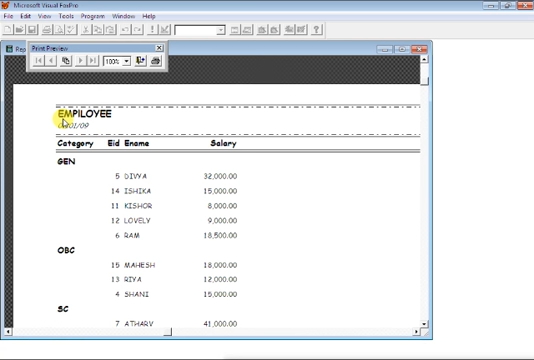 Microsoft Visual FoxPro
File Edit View Tools Program Window Help
Rep
Print Preview
100%
EMPLOYEE
/01/09
Category Eid Ename Salary
GEN
5 DIVYA 32,000.00
14 ISHIKA 15,000.00
11 KISHOR 8,000.00
12 LOVELY 9,000.00
6 RAM 18,500.00
OBC
15 MAHESH 18,000.00
13 RIYA 12,000.00
4 SHANI 15,000.00
SC
7 ATHARV 41,000.00